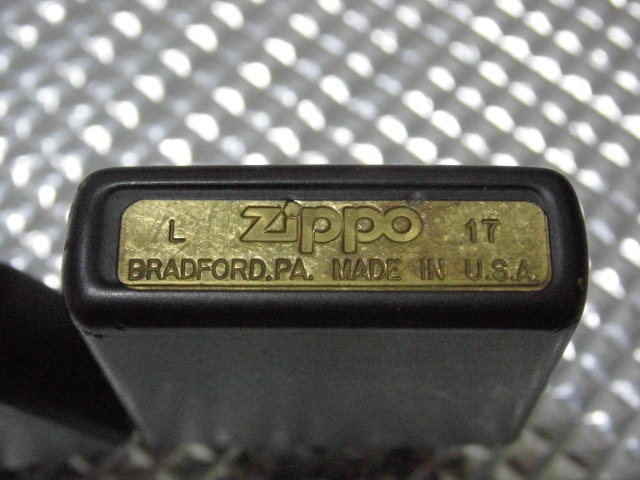 L Zippo 17
BRADFORD,PA. MADE IN U.S.A.